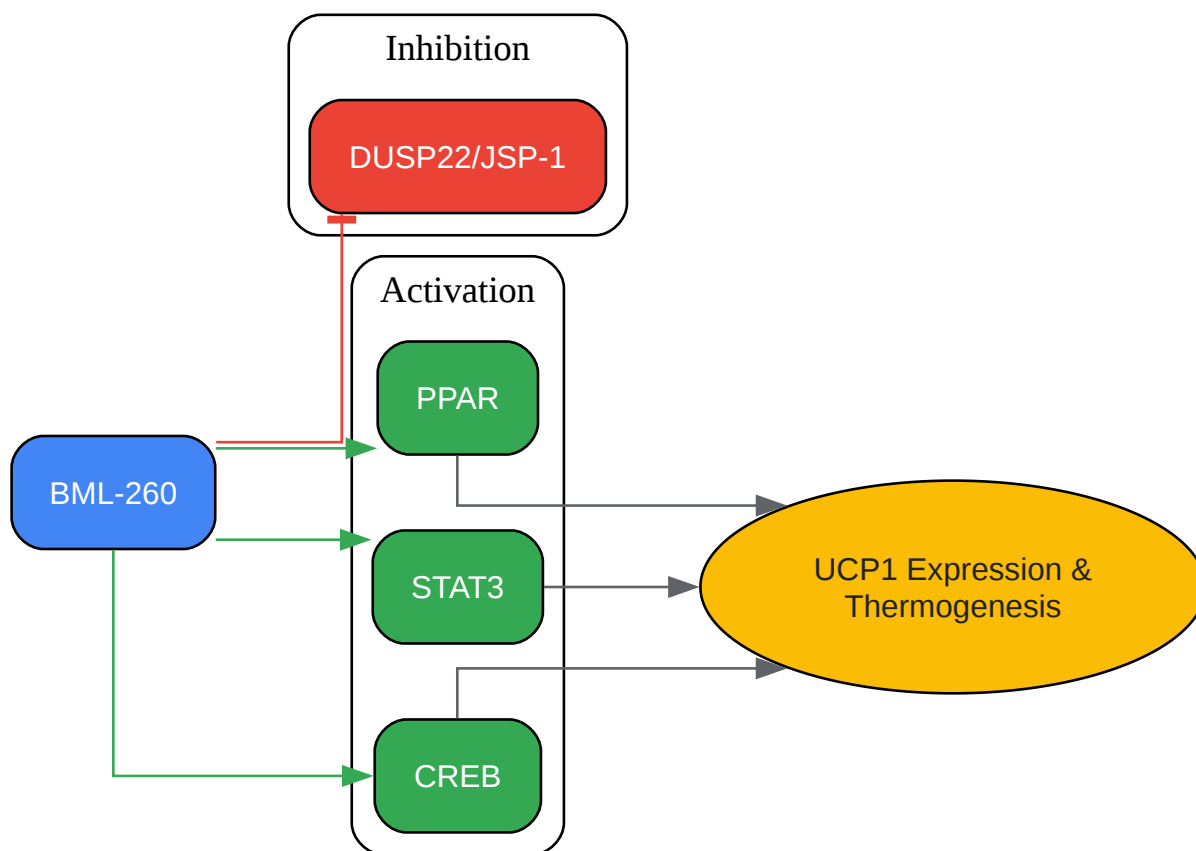 Inhibition
DUSP22/JSP-1
Activation
PPAR
BML-260
STAT3
UCP1 Expression &
Thermogenesis
CREB